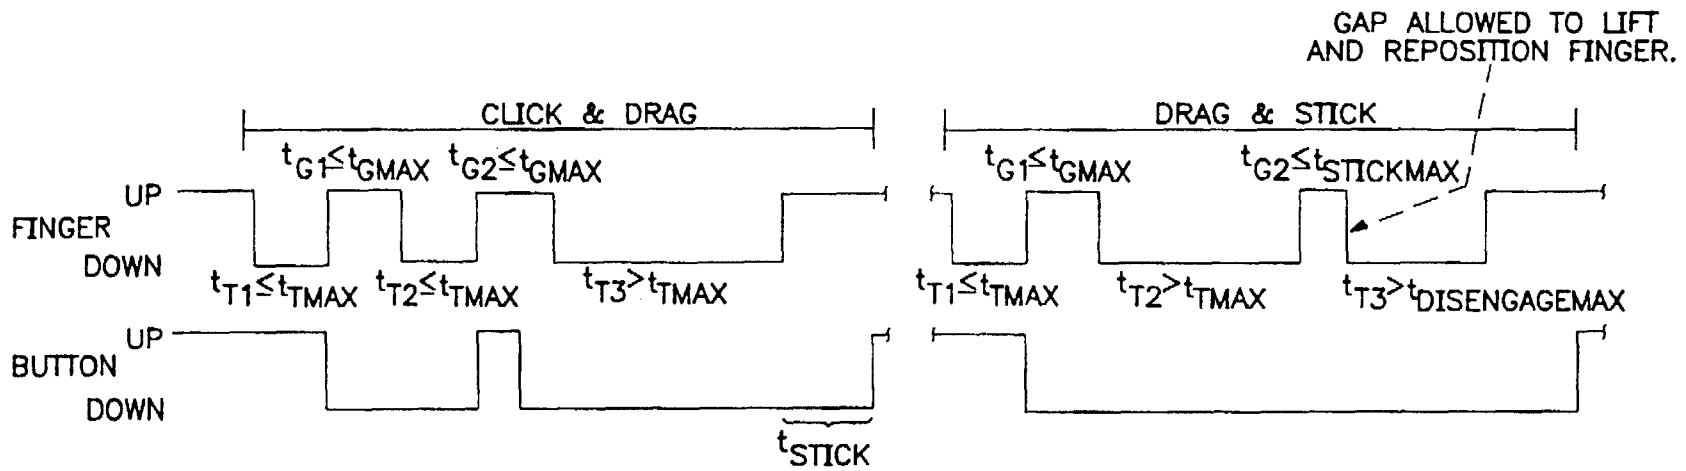 GAP ALLOWED TO LIFT
AND REPOSITION FINGER.
CLICK & DRAG
DRAG & STICK
tG1≤tGMAX
tG2≤tGMAX
tG1≤tGMAX
tG2≤tSTICKMAX
UP
FINGER
DOWN
tT1≤tTMAX
tT2≤tTMAX
tT3>tTMAX
tT1≤tTMAX
tT2>tTMAX
tT3>tDISENGAGEMAX
UP
BUTTON
DOWN
tSTICK